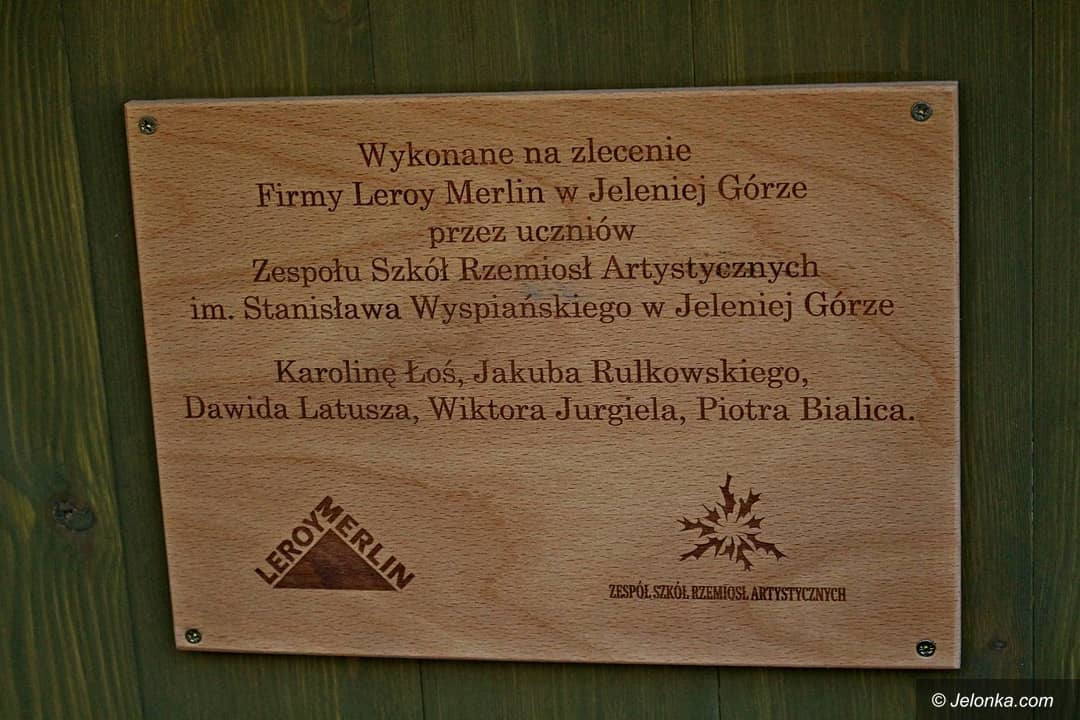 Wykonane na zlecenie
Firmy Leroy Merlin w Jeleniej Górze
przez uczniów
Zespołu Szkół Rzemiosł Artystycznych
im. Stanisława Wyspiańskiego w Jeleniej Górze
Karolinę Łoś, Jakuba Rulkowskiego,
Dawida Latusza, Wiktora Jurgiela, Piotra Bialica.
LEROY MERLIN
ZESPÓŁ SZKÓŁ RZEMIOSŁ ARTYSTYCZNYCH
© Jelonka.com